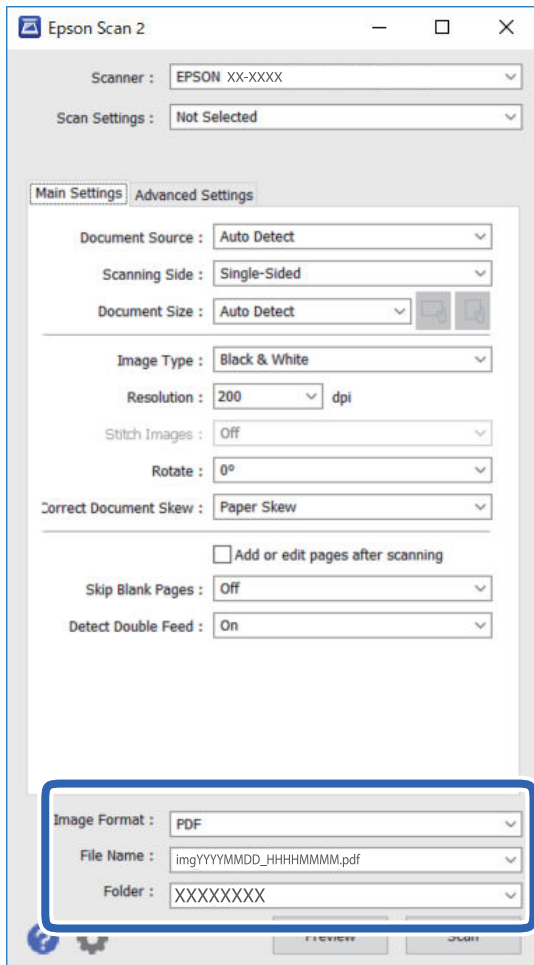 Epson Scan 2
Scanner : EPSON XX-XXXX
Scan Settings : Not Selected
Main Settings Advanced Settings
Document Source : Auto Detect
Scanning Side : Single-Sided
Document Size : Auto Detect
Image Type : Black & White
Resolution : 200 dpi
Stitch Images : Off
Rotate : 0°
Correct Document Skew : Paper Skew
Add or edit pages after scanning
Skip Blank Pages : Off
Detect Double Feed : On
Image Format : PDF
File Name : imgYYYYMMDD_HHHHMMMM.pdf
Folder : XXXXXXXX
? Preview Scan